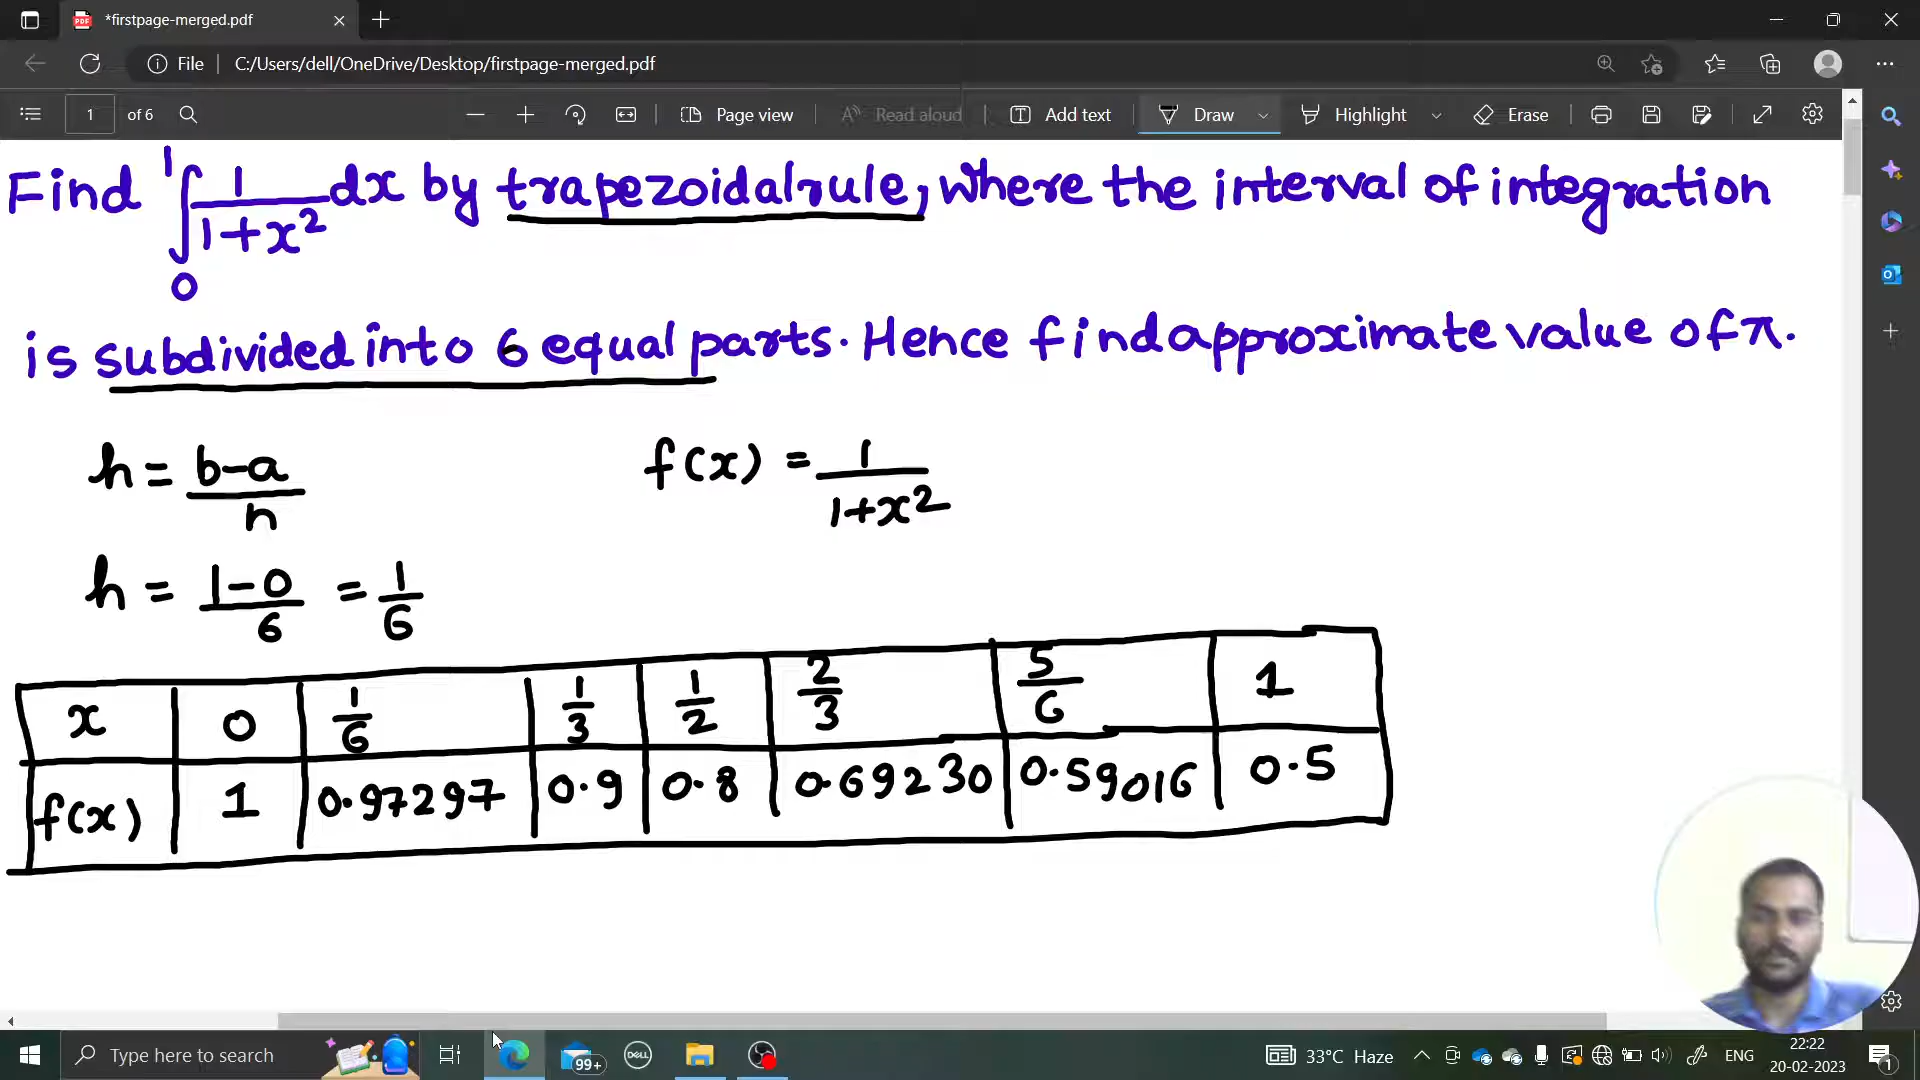 *firstpage-merged.pdf
File C:/Users/dell/OneDrive/Desktop/firstpage-merged.pdf
1 of 6 Page view Read aloud Add text Draw Highlight Erase
Find ∫₀¹ 1/(1+x²) dx by trapezoidal rule, where the interval of integration
is subdivided into 6 equal parts. Hence find approximate value of π.
h = (b-a)/n f(x) = 1/(1+x²)
h = (1-0)/6 = 1/6
x 0 1/6 1/3 1/2 2/3 5/6 1
f(x) 1 0.97297 0.9 0.8 0.69230 0.59016 0.5
Type here to search 99+ DELL 33°C Haze ENG 22:22 20-02-2023 1